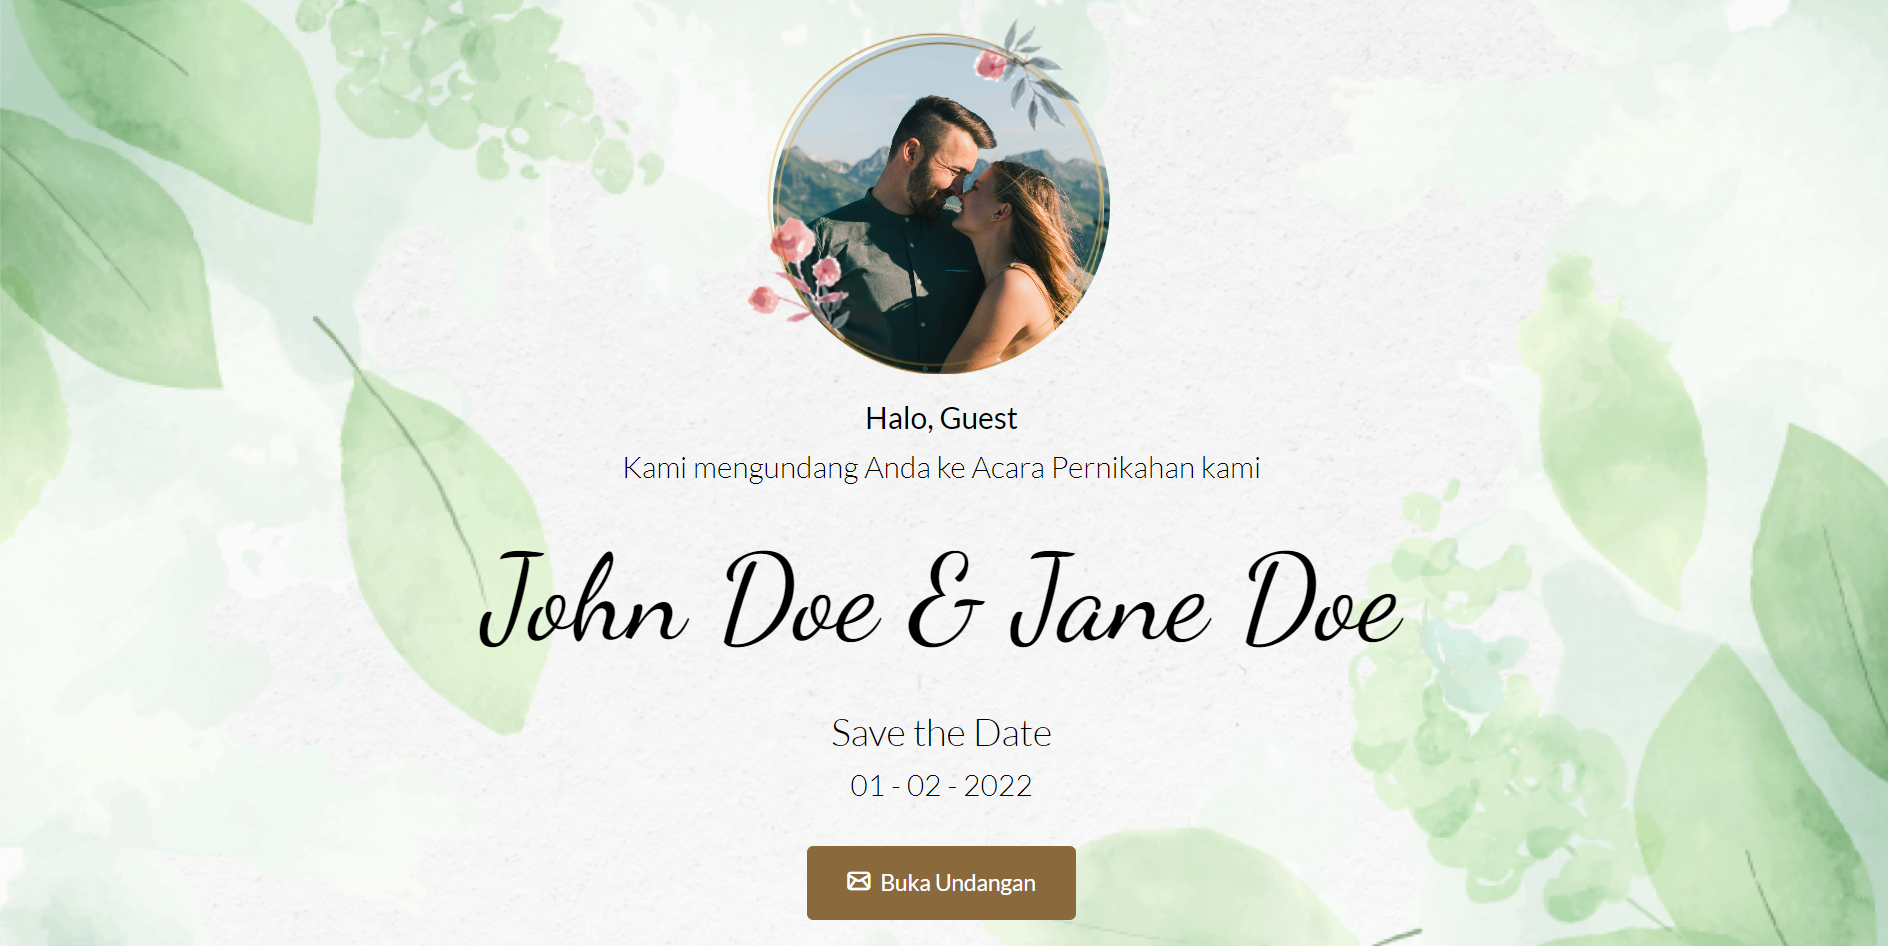 Halo, Guest
Kami mengundang Anda ke Acara Pernikahan kami
John Doe & Jane Doe
Save the Date
01 - 02 - 2022
Buka Undangan